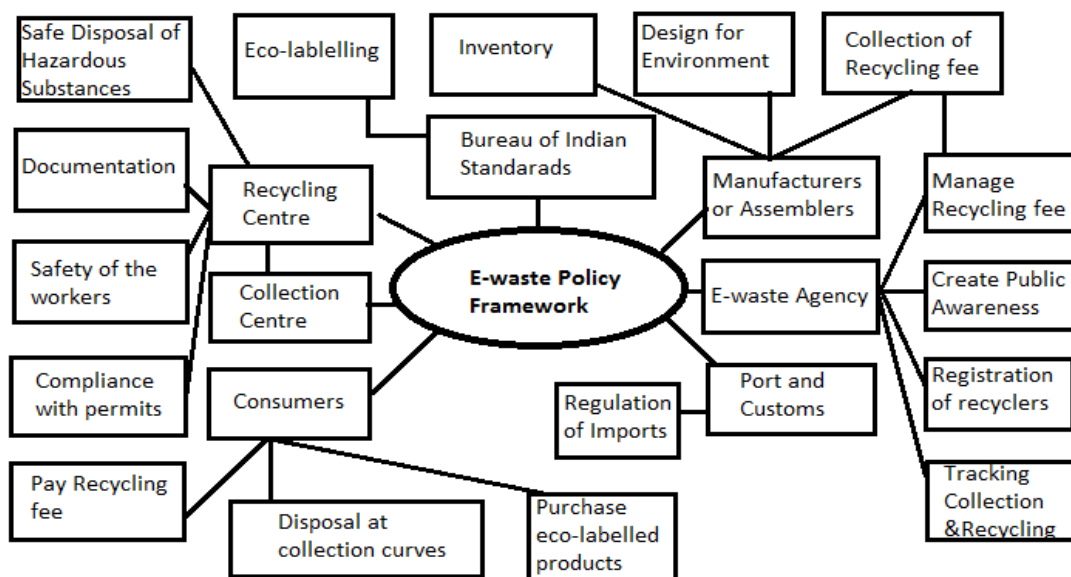 Safe Disposal of
Hazardous
Substances
Eco-lablelling
Inventory
Design for
Environment
Collection of
Recycling fee
Documentation
Recycling
Centre
Bureau of Indian
Standarads
Manufacturers
or Assemblers
Manage
Recycling fee
Safety of the
workers
Collection
Centre
E-waste Policy
Framework
E-waste Agency
Create Public
Awareness
Compliance
with permits
Consumers
Regulation
of Imports
Port and
Customs
Registration
of recyclers
Pay Recycling
fee
Disposal at
collection curves
Purchase
eco-labelled
products
Tracking
Collection
&Recycling